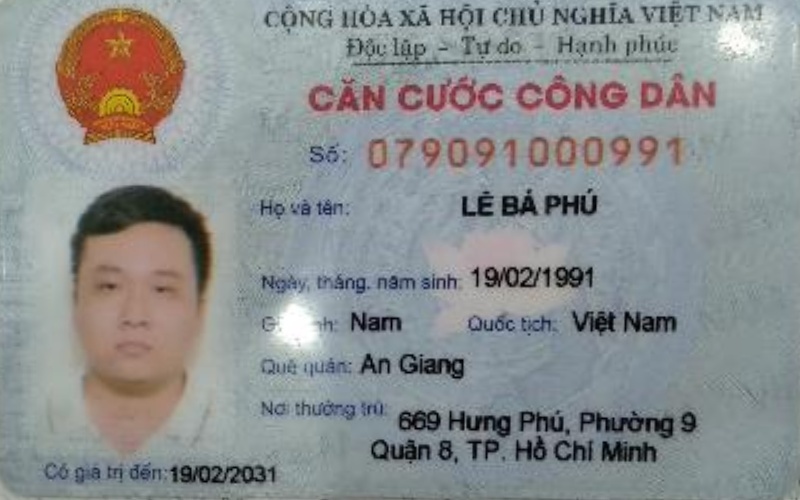 CỘNG HÒA XÃ HỘI CHỦ NGHĨA VIỆT NAM
Độc lập - Tự do - Hạnh phúc
CĂN CƯỚC CÔNG DÂN
Số: 079091000991
Họ và tên: LÊ BÁ PHÚ
Ngày, tháng, năm sinh: 19/02/1991
Nam Quốc tịch: Việt Nam
Quê quán: An Giang
Nơi thường trú: 669 Hưng Phú, Phường 9
Quận 8, TP. Hồ Chí Minh
Có giá trị đến: 19/02/2031